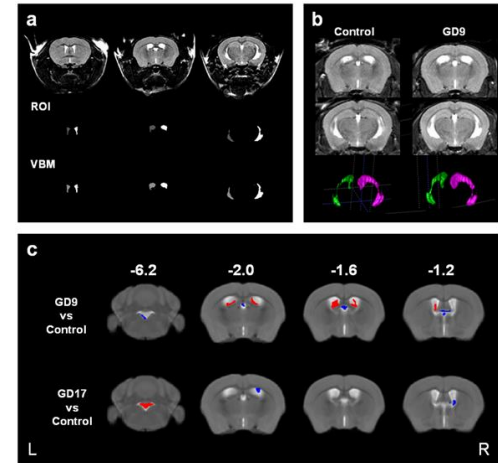 a
ROI
VBM
b
Control GD9
c
-6.2 -2.0 -1.6 -1.2
GD9
vs
Control
GD17
vs
Control
L R